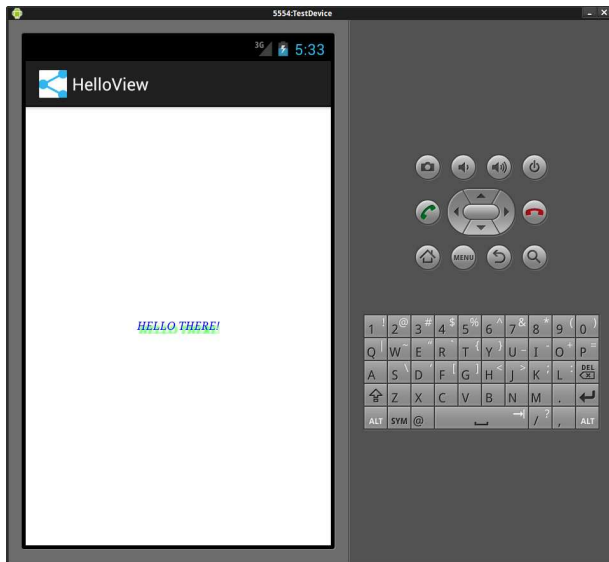 5554:TestDevice
3G 5:33
HelloView
HELLO THERE!
MENU
1 ! 2 @ 3 # 4 $ 5 % 6 ^ 7 & 8 * 9 ( 0 )
Q | W ~ E " R ` T { Y } U _ I - O + P =
A S \ D ' F [ G ] H < J > K ; L : DEL
Z X C V B N M .
ALT SYM @ / ? , ALT